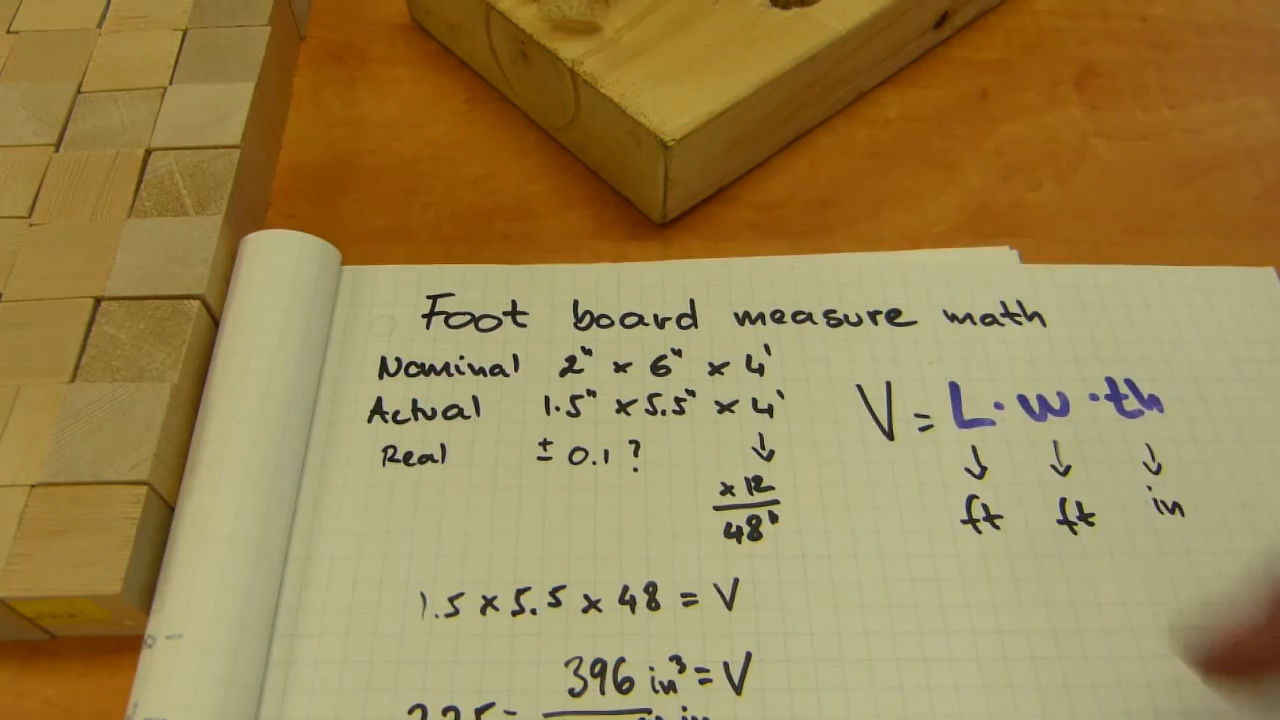 Foot board measure math
Nominal 2" x 6" x 4'
Actual 1.5" x 5.5" x 4'
Real ± 0.1 ? ↓
x 12
48"
V = L · w · th
↓ ↓ ↓
ft ft in
1.5 x 5.5 x 48 = V
396 in³ = V